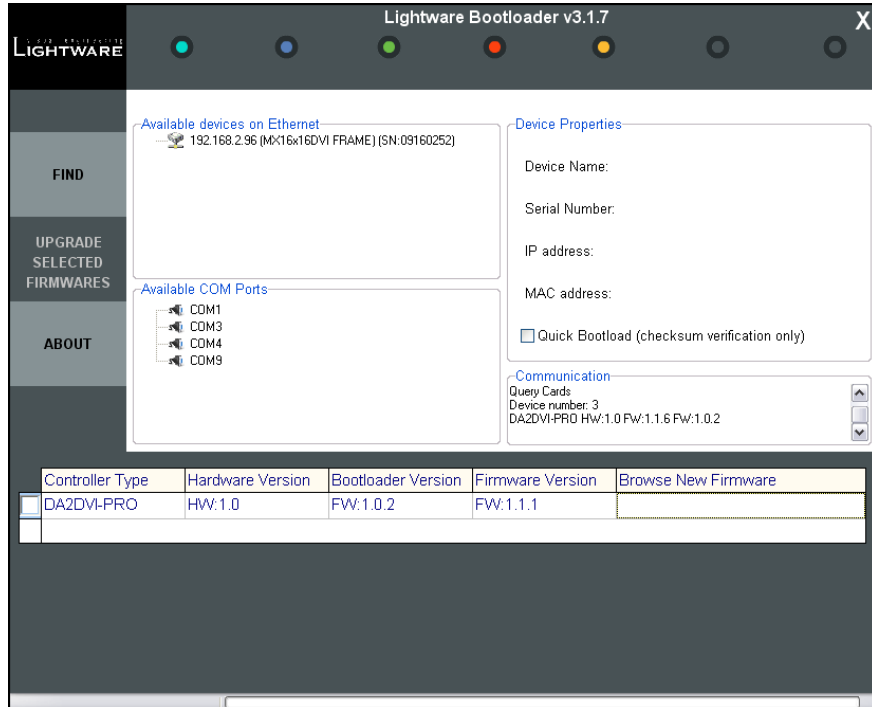 Lightware Bootloader v3.1.7
X
LIGHTWARE
FIND
UPGRADE
SELECTED
FIRMWARES
ABOUT
Available devices on Ethernet
192.168.2.96 (MX16x16DVI FRAME) (SN:09160252)
Available COM Ports
COM1
COM3
COM4
COM9
Device Properties
Device Name:
Serial Number:
IP address:
MAC address:
Quick Bootload (checksum verification only)
Communication
Query Cards
Device number: 3
DA2DVI-PRO HW:1.0 FW:1.1.6 FW:1.0.2
Controller Type Hardware Version Bootloader Version Firmware Version Browse New Firmware
DA2DVI-PRO HW:1.0 FW:1.0.2 FW:1.1.1